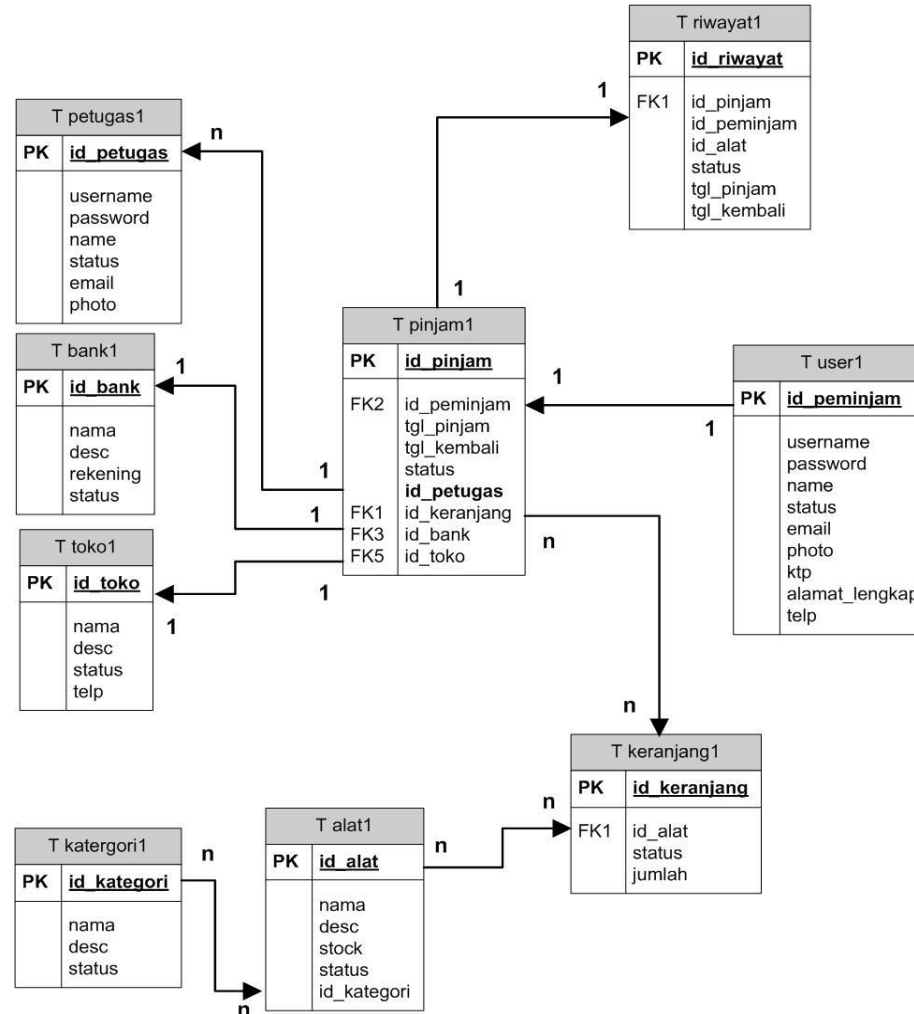 T riwayat1
PK id_riwayat
FK1 id_pinjam
id_peminjam
id_alat
status
tgl_pinjam
tgl_kembali
1
T petugas1
PK id_petugas
username
password
name
status
email
photo
n
T bank1
PK id_bank
nama
desc
rekening
status
1
T toko1
PK id_toko
nama
desc
status
telp
1
1
T pinjam1
PK id_pinjam
FK2 id_peminjam
tgl_pinjam
tgl_kembali
status
id_petugas
FK1 id_keranjang
FK3 id_bank
FK5 id_toko
1
1
1
1
n
T user1
PK id_peminjam
username
password
name
status
email
photo
ktp
alamat_lengkap
telp
1
n
T keranjang1
PK id_keranjang
FK1 id_alat
status
jumlah
n
T katergori1
PK id_kategori
nama
desc
status
n
T alat1
PK id_alat
nama
desc
stock
status
id_kategori
n
n